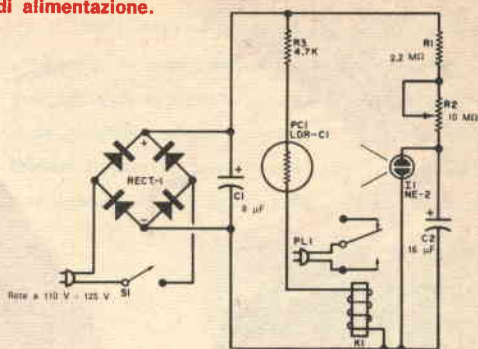 di alimentazione.
R3
4.7K
R1
2,2 MΩ
R2
10 MΩ
PC1
LDR-C1
RECT-1
+
−
+
C1
8 µF
I1
NE-2
+
C2
16 µF
PL1
K1
S1
Rete a 110 V - 125 V